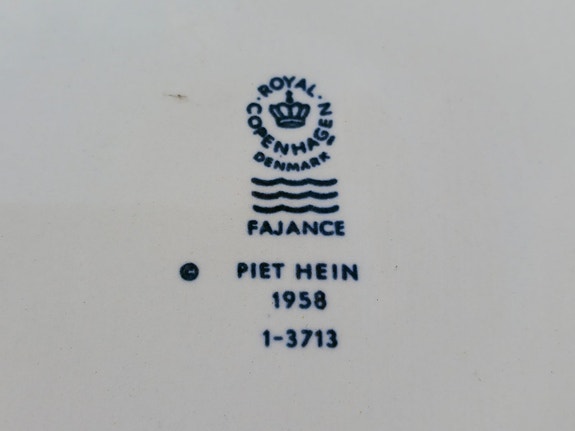 ROYAL
COPENHAGEN
DENMARK
FAJANCE
© PIET HEIN
1958
1-3713